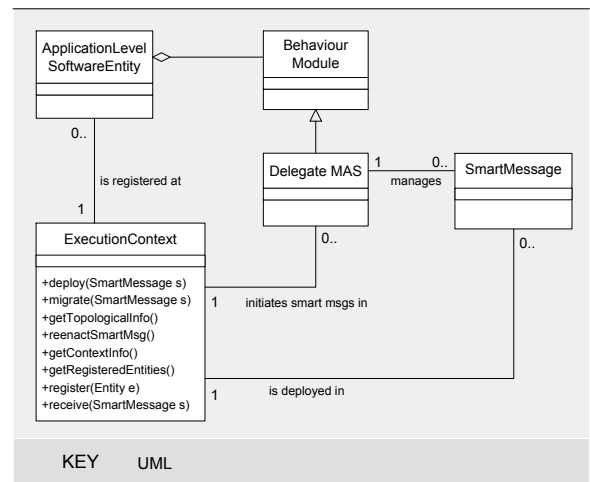 ApplicationLevel
SoftwareEntity
Behaviour
Module
0..
is registered at
1
Delegate MAS
1
0..
manages
SmartMessage
ExecutionContext
+deploy(SmartMessage s)
+migrate(SmartMessage s)
+getTopologicalInfo()
+reenactSmartMsg()
+getContextInfo()
+getRegisteredEntities()
+register(Entity e)
+receive(SmartMessage s)
0..
0..
1
initiates smart msgs in
1
is deployed in
KEY
UML